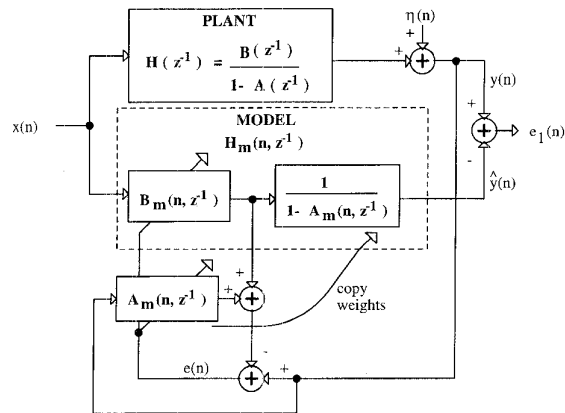 PLANT
η(n)
H ( z⁻¹ ) = B( z⁻¹ ) / 1- A ( z⁻¹ )
+
+
+
y(n)
x(n)
MODEL
Hₘ(n, z⁻¹ )
+
+
e₁(n)
-
ŷ(n)
Bₘ(n, z⁻¹ )
1 / 1- Aₘ(n, z⁻¹ )
+
Aₘ(n, z⁻¹ )
+
+
copy
weights
-
e(n)
+
+